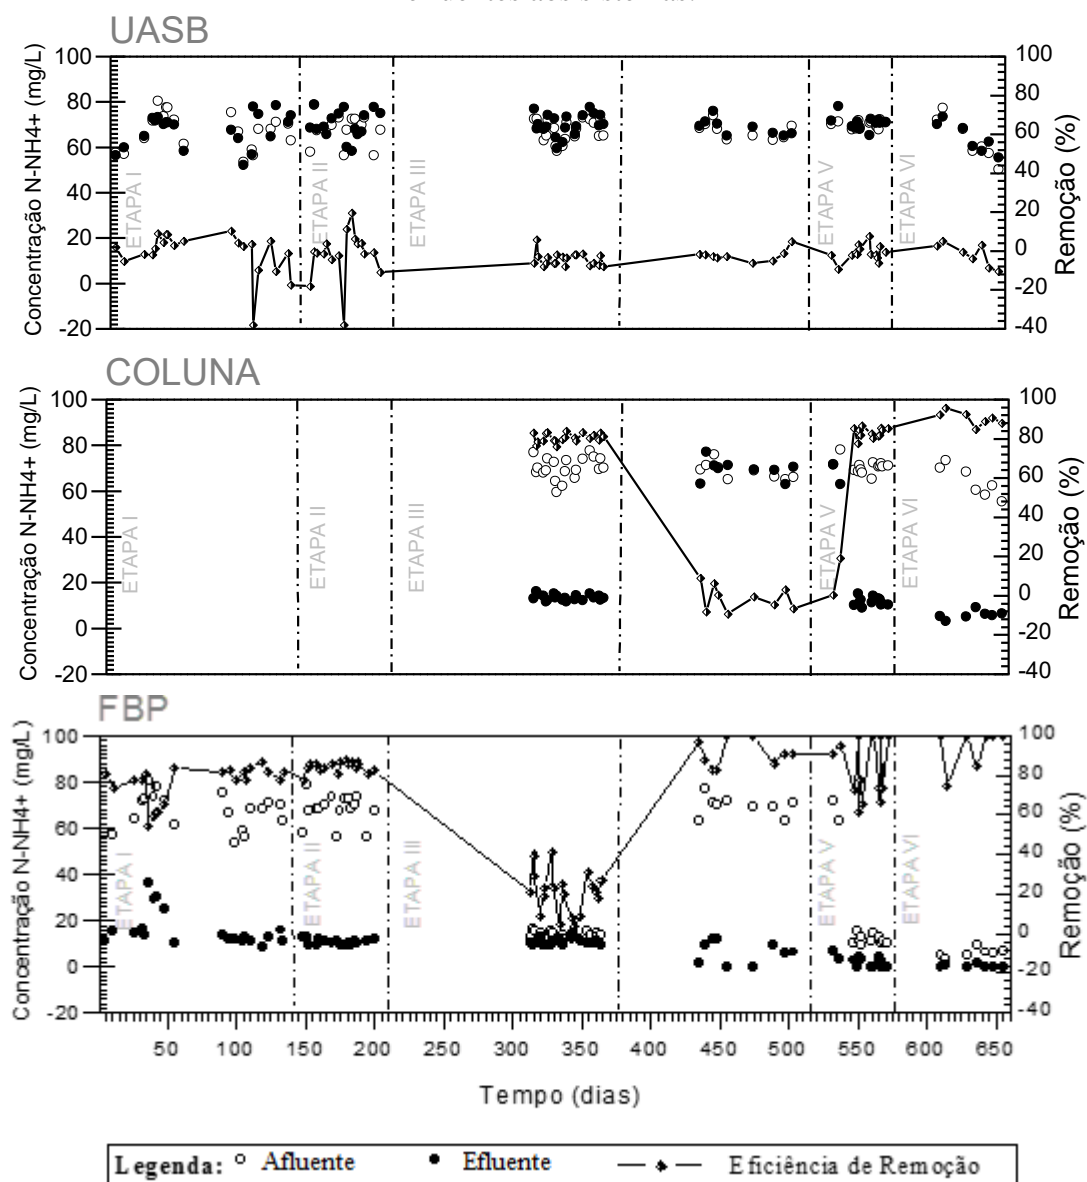 UASB
Concentração N-NH4+ (mg/L)
100
80
60
40
20
0
-20
ETAPA I
ETAPA II
ETAPA III
ETAPA V
ETAPA VI
100
80
60
40
20
0
-20
-40
Remoção (%)
COLUNA
Concentração N-NH4+ (mg/L)
100
80
60
40
20
0
-20
ETAPA I
ETAPA II
ETAPA III
ETAPA V
ETAPA VI
100
80
60
40
20
0
-20
-40
Remoção (%)
FBP
Concentração N-NH4+ (mg/L)
100
80
60
40
20
0
-20
ETAPA I
ETAPA II
ETAPA III
ETAPA V
ETAPA VI
100
80
60
40
20
0
-20
-40
Remoção (%)
50 100 150 200 250 300 350 400 450 500 550 600 650
Tempo (dias)
Legenda: Afluente Efluente Eficiência de Remoção